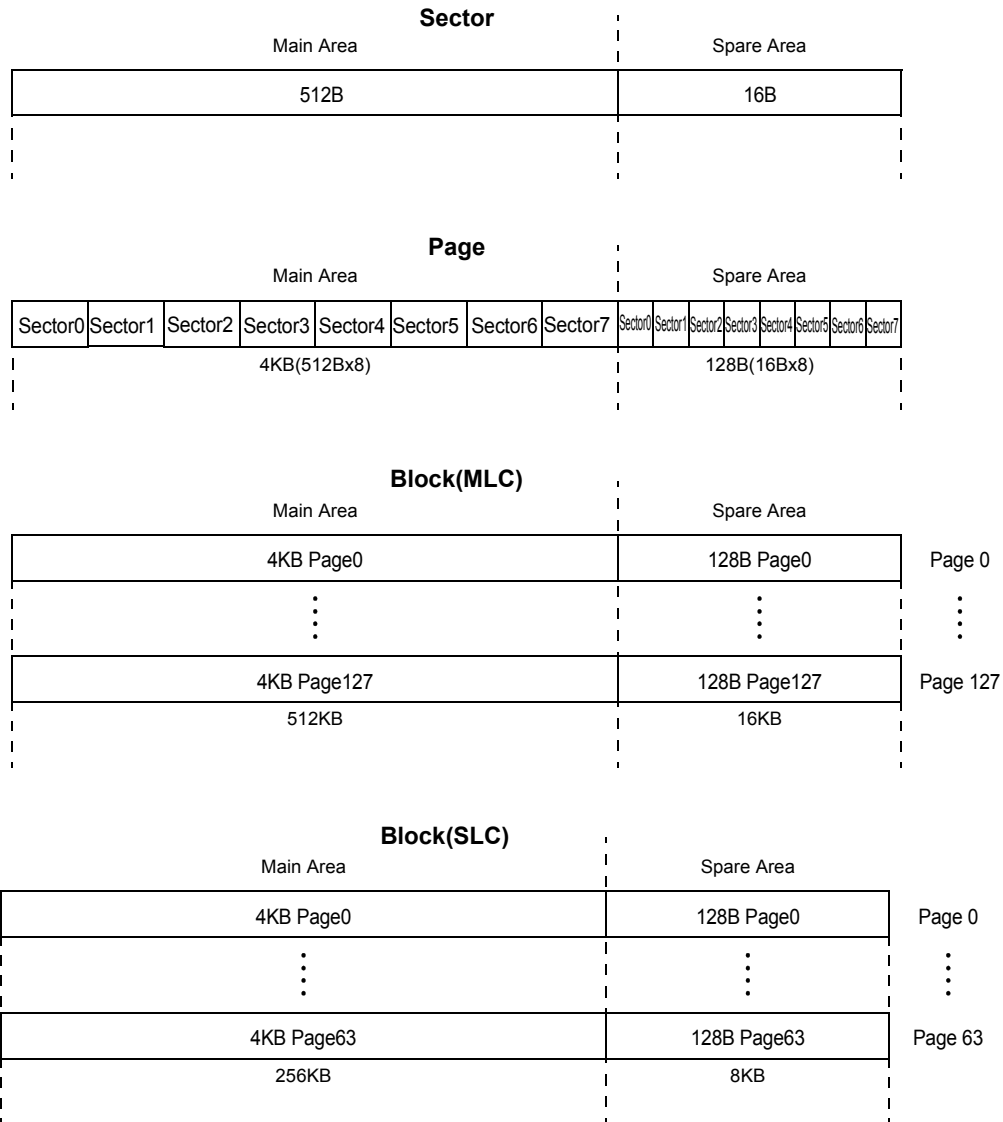 Sector
Main Area Spare Area
512B 16B
Page
Main Area Spare Area
Sector0 Sector1 Sector2 Sector3 Sector4 Sector5 Sector6 Sector7 Sector0 Sector1 Sector2 Sector3 Sector4 Sector5 Sector6 Sector7
4KB(512Bx8) 128B(16Bx8)
Block(MLC)
Main Area Spare Area
4KB Page0 128B Page0 Page 0
4KB Page127 128B Page127 Page 127
512KB 16KB
Block(SLC)
Main Area Spare Area
4KB Page0 128B Page0 Page 0
4KB Page63 128B Page63 Page 63
256KB 8KB